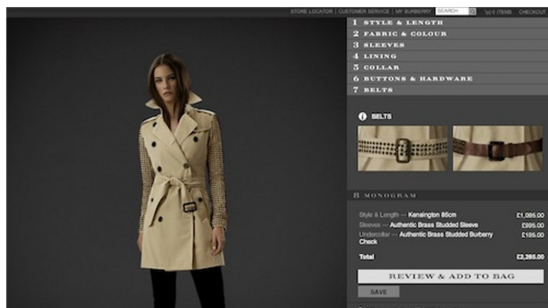 STORE LOCATOR | CUSTOMER SERVICE | MY BURBERRY SEARCH ITEMS CHECKOUT
1 STYLE & LENGTH
2 FABRIC & COLOUR
3 SLEEVES
4 LINING
5 COLLAR
6 BUTTONS & HARDWARE
7 BELTS
i BELTS
8 MONOGRAM
Style & Length — Kensington 85cm £1,095.00
Sleeves — Authentic Brass Studded Sleeve £995.00
Undercollar — Authentic Brass Studded Burberry £195.00
Check
Total £2,285.00
REVIEW & ADD TO BAG
SAVE